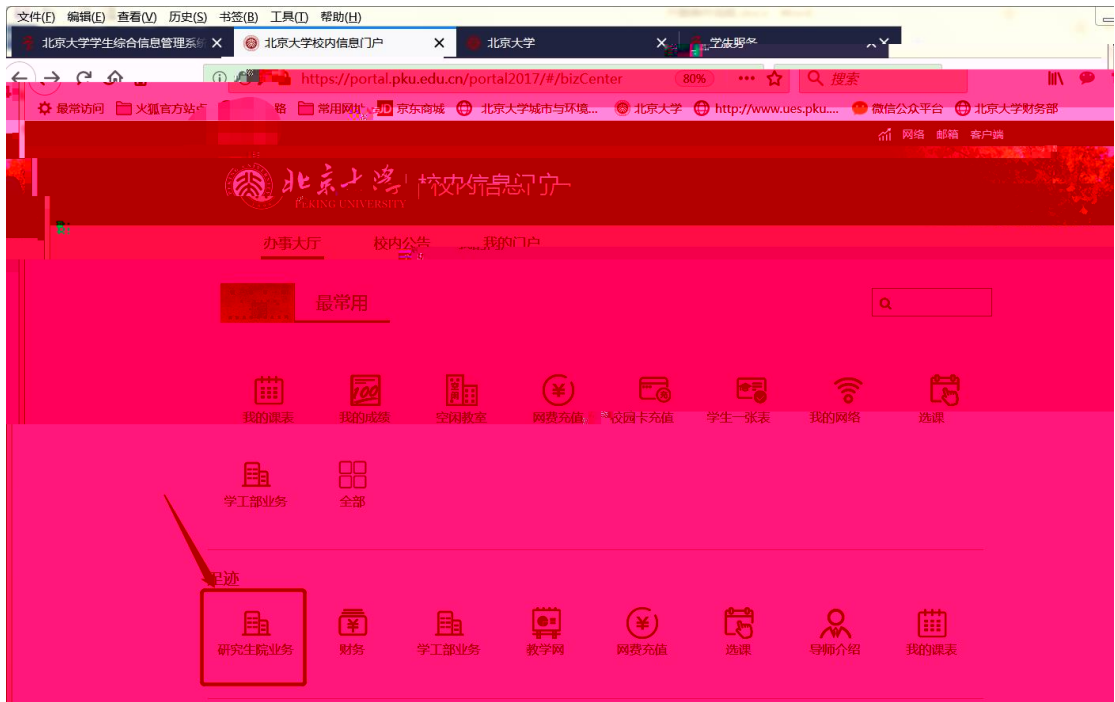 文件(F) 编辑(E) 查看(V) 历史(S) 书签(B) 工具(T) 帮助(H)
北京大学学生综合信息管理系统 北京大学校内信息门户 北京大学
https://portal.pku.edu.cn/portal2017/#/bizCenter 80% 搜索
最常访问 火狐官方站点 常用网址 JD 京东商城 北京大学城市与环境... 北京大学 http://www.ues.pku.... 微信公众平台 北京大学财务部
网络 邮箱 客户端
北京大学 校内信息门户
PEKING UNIVERSITY
办事大厅 校内公告 我的门户
最常用
我的课表 我的成绩 空闲教室 网费充值 校园卡充值 学生一张表 我的网络 选课
学工部业务 全部
足迹
研究生院业务 财务 学工部业务 教学网 网费充值 选课 导师介绍 我的课表